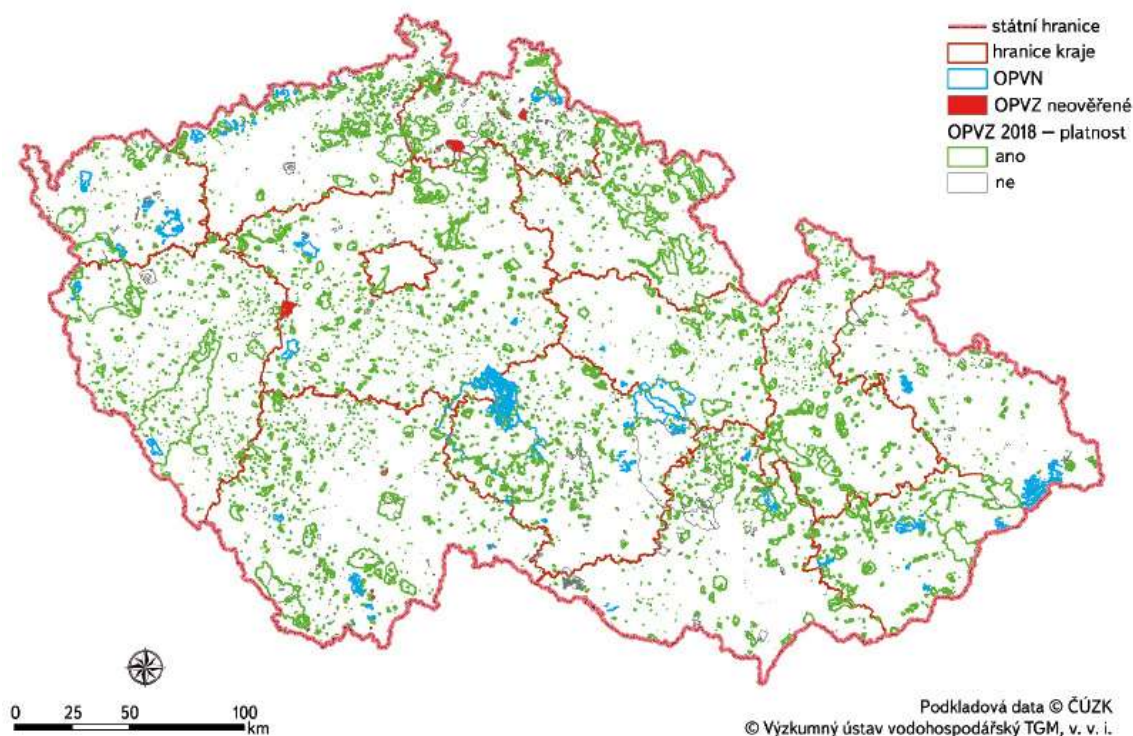 státní hranice
hranice kraje
OPVN
OPVZ neověřené
OPVZ 2018 — platnost
ano
ne
0 25 50 100
km
Podkladová data © ČÚZK
© Výzkumný ústav vodohospodářský TGM, v. v. i.